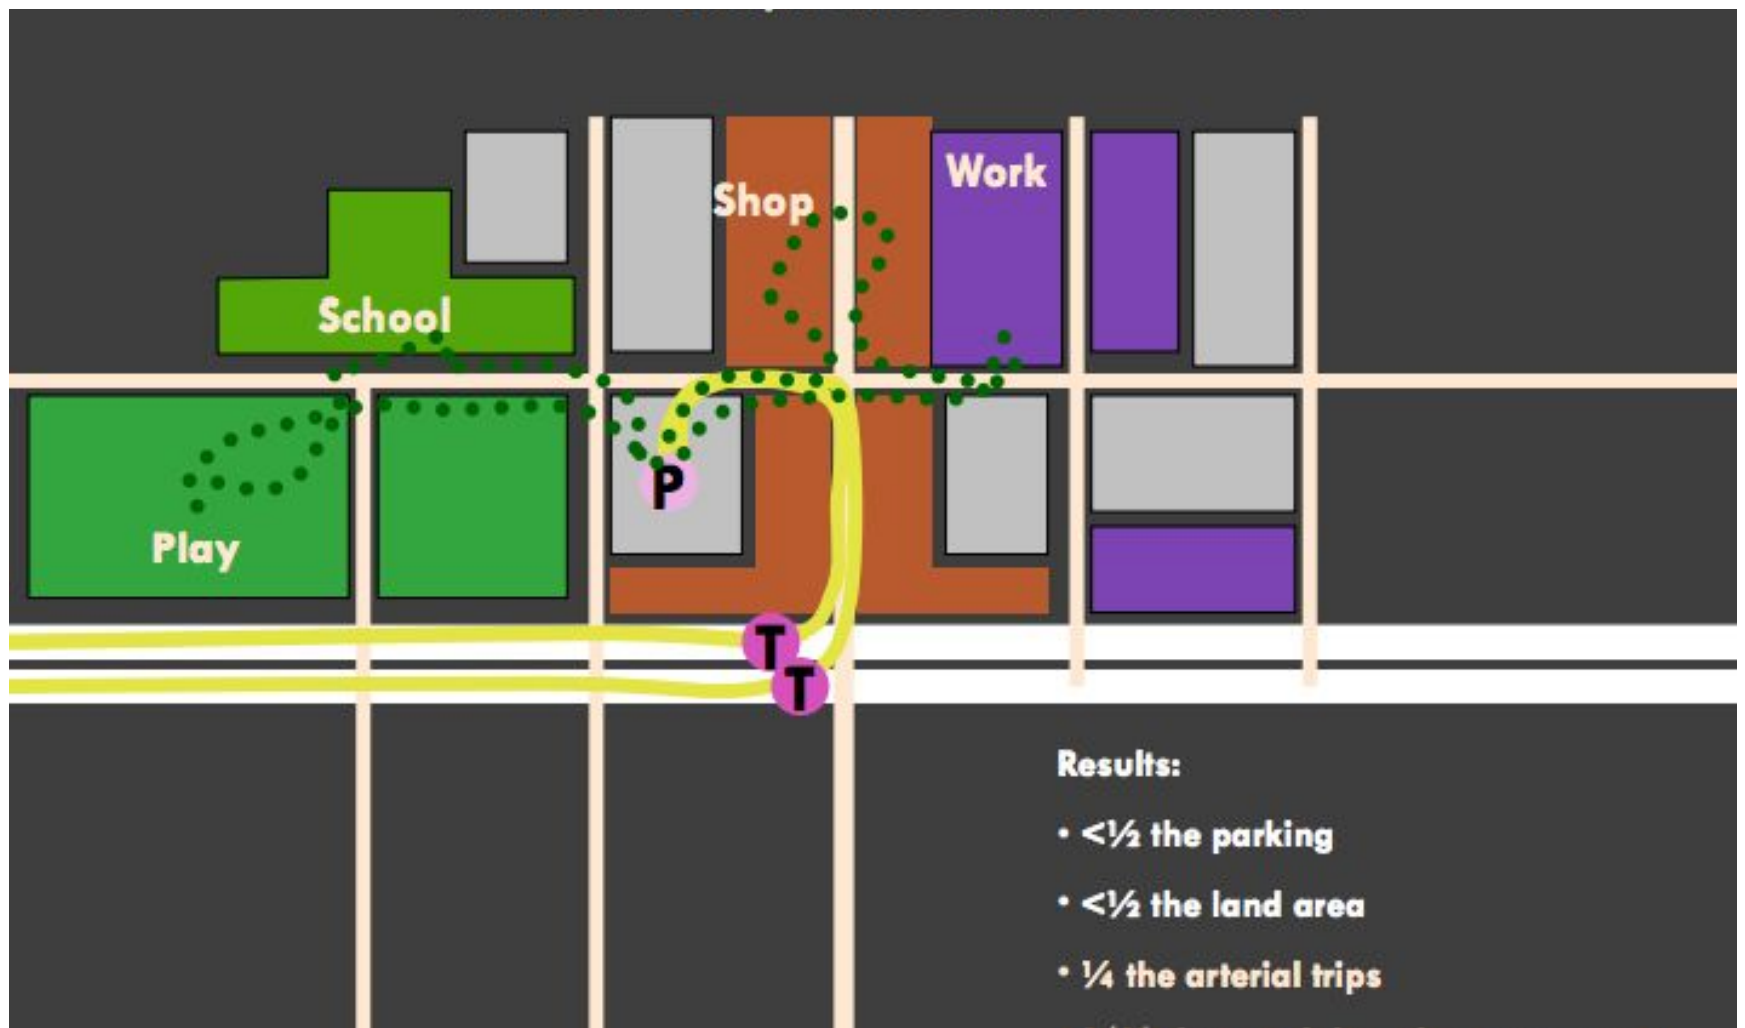 Work
Shop
School
P
Play
T
T
Results:
• <½ the parking
• <½ the land area
• ¼ the arterial trips